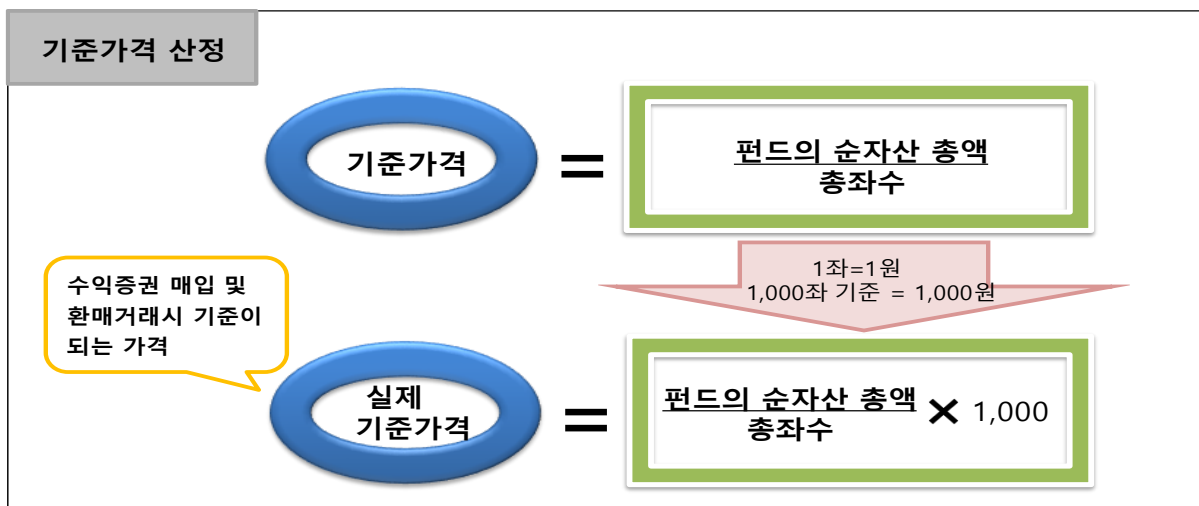 기준가격 산정
기준가격
=
펀드의 순자산 총액
총좌수
1좌=1원
1,000좌 기준 = 1,000원
수익증권 매입 및
환매거래시 기준이
되는 가격
실제
기준가격
=
펀드의 순자산 총액
총좌수
× 1,000